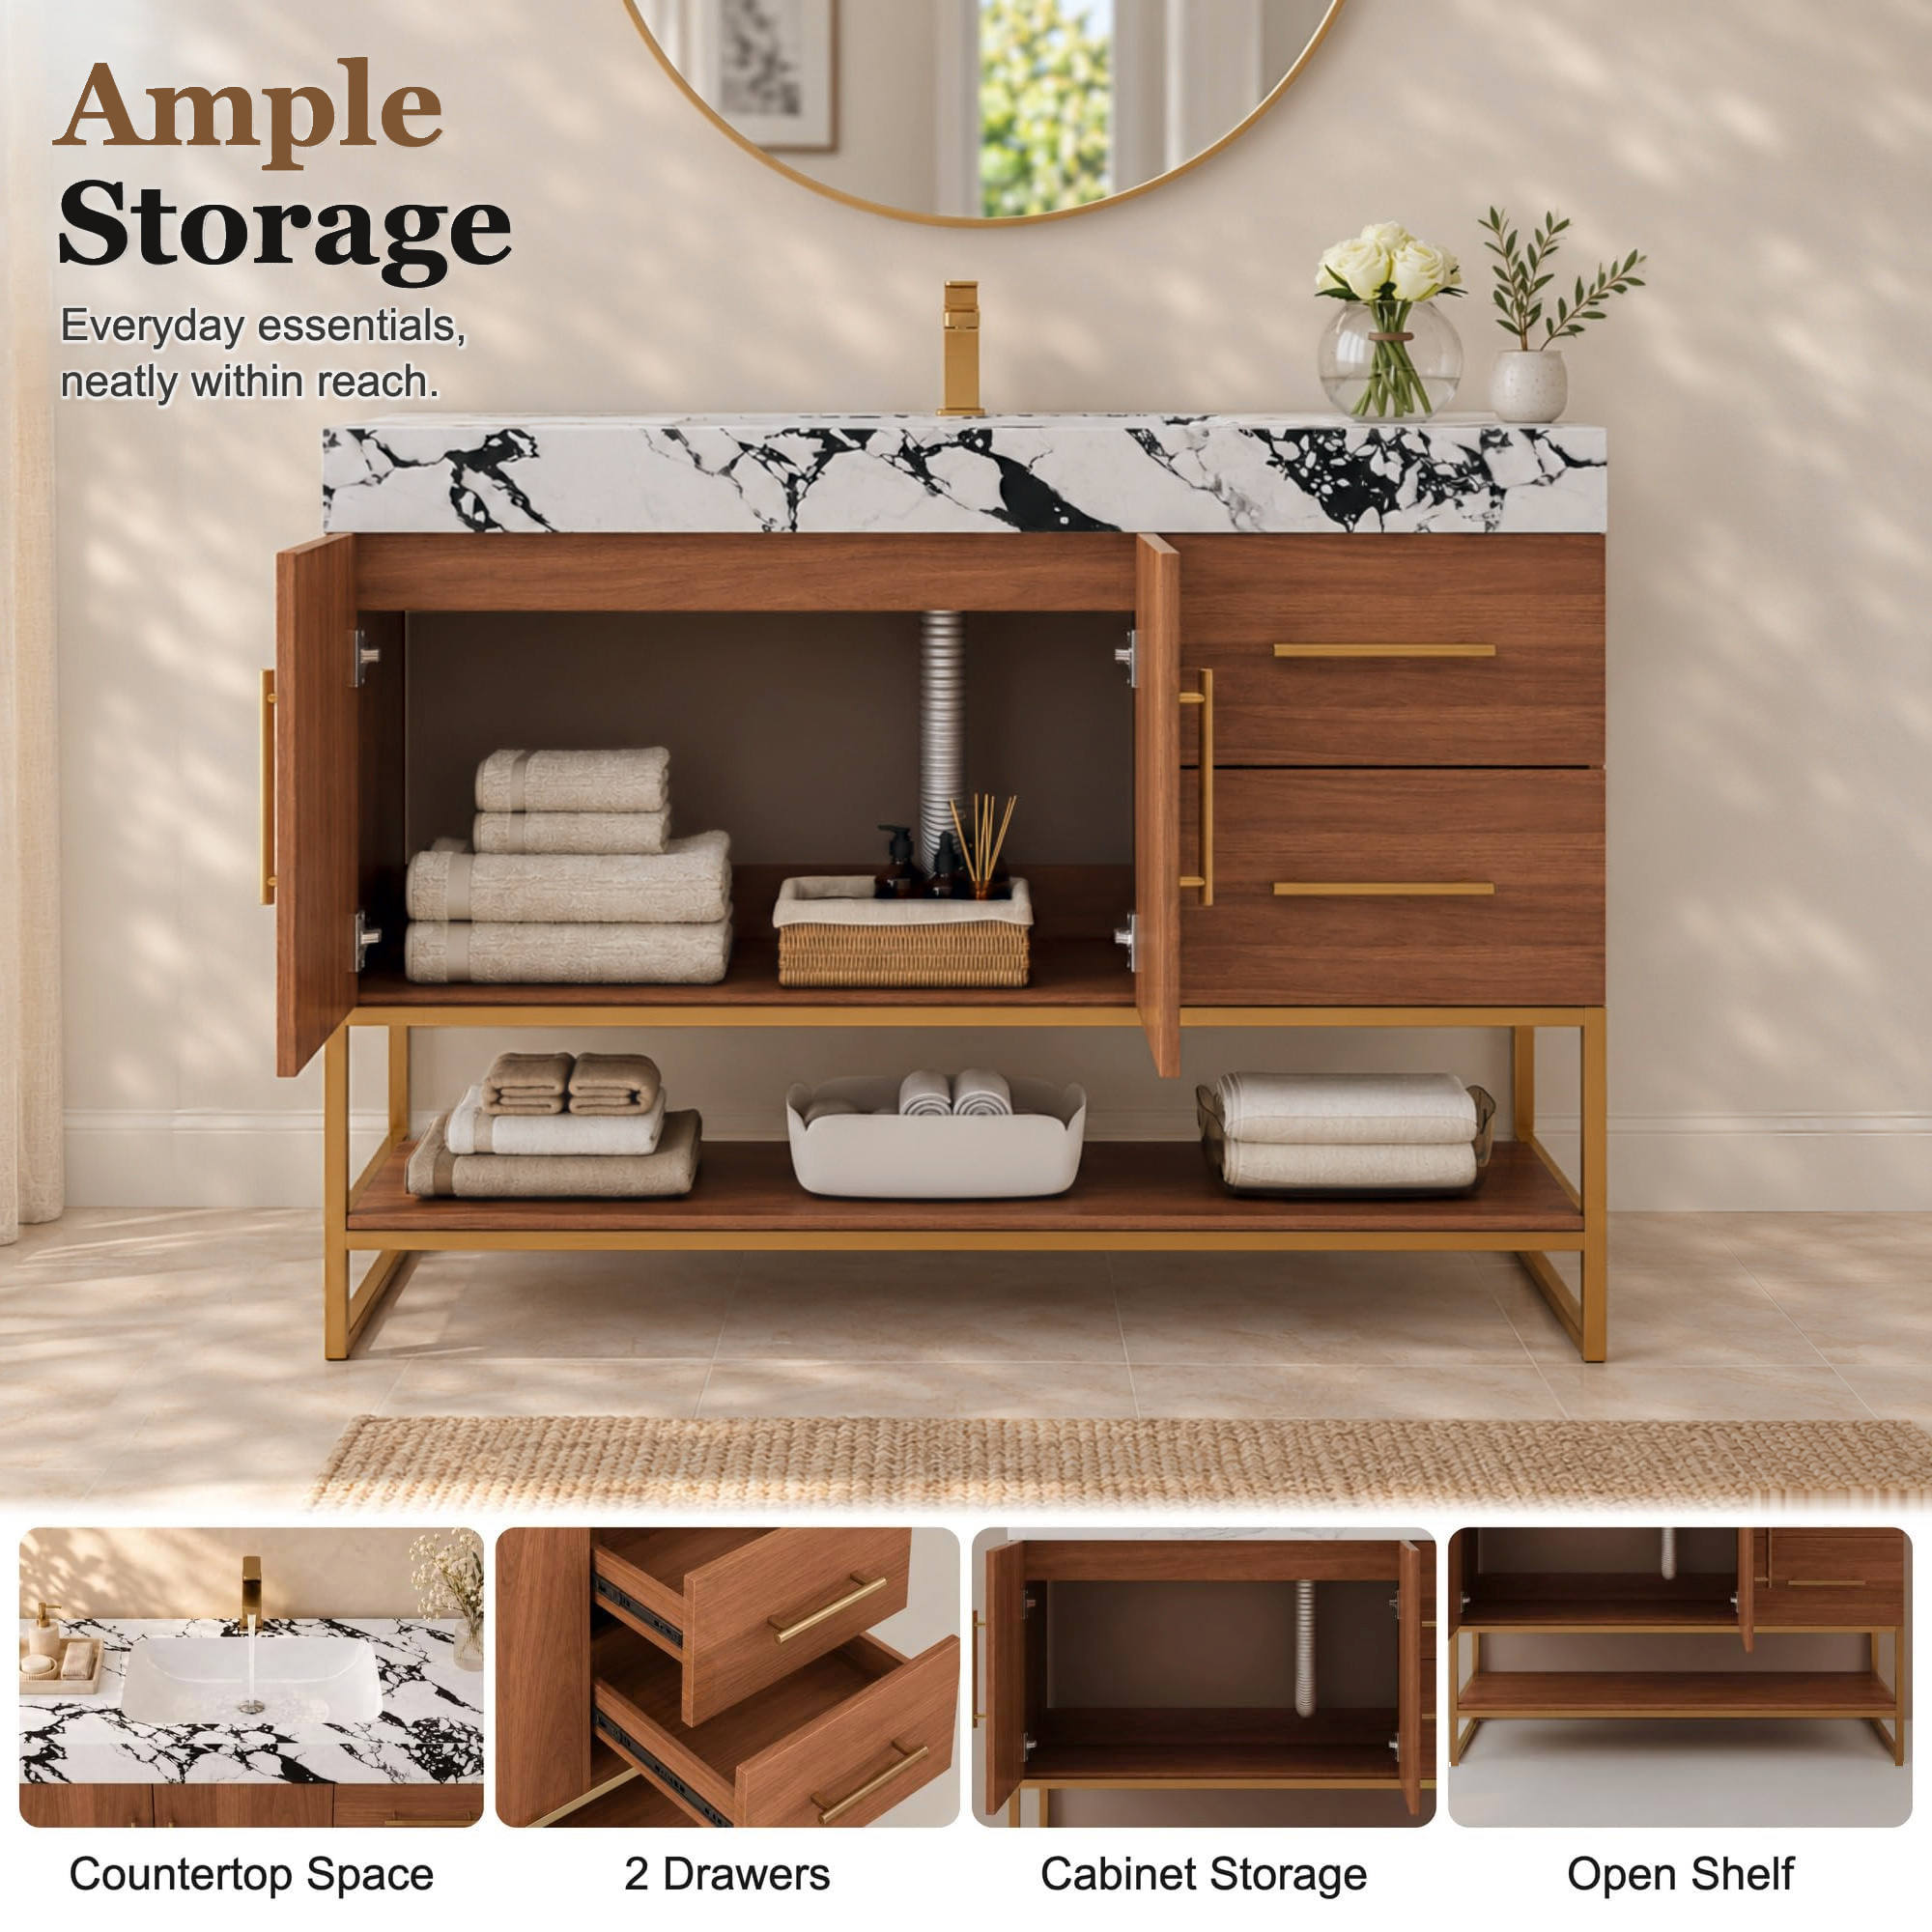 Ample
Storage
Everyday essentials,
neatly within reach.
Countertop Space
2 Drawers
Cabinet Storage
Open Shelf